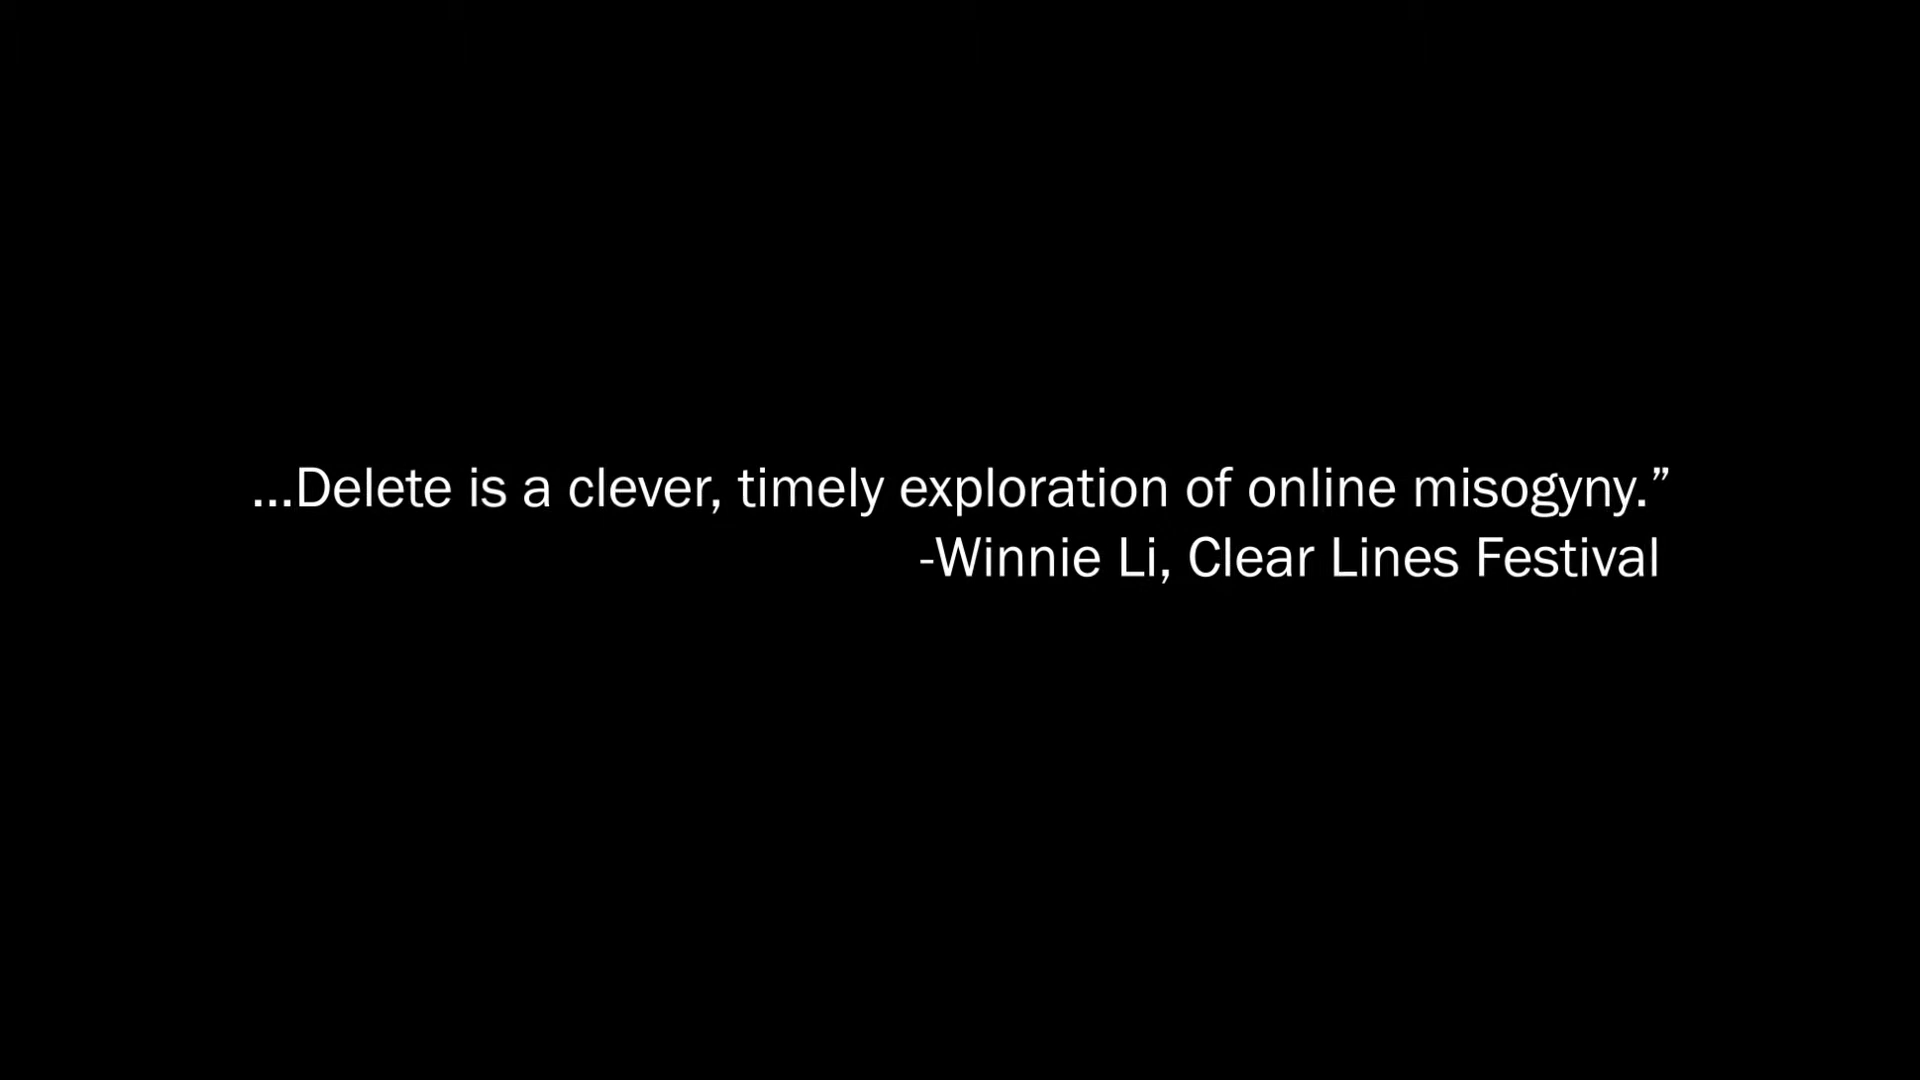 ...Delete is a clever, timely exploration of online misogyny.”
-Winnie Li, Clear Lines Festival